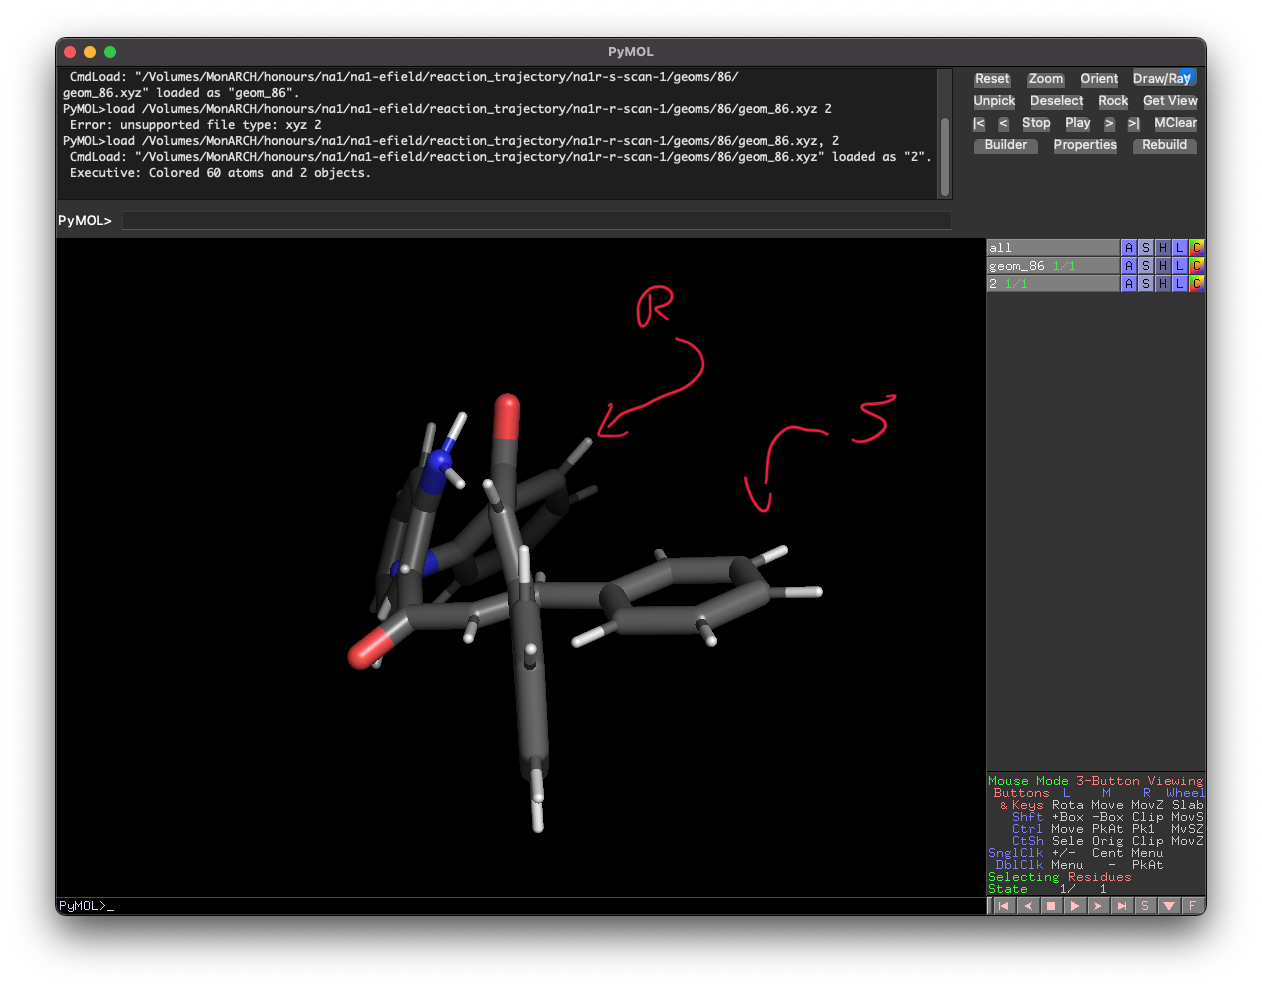 PyMOL
CmdLoad: "/Volumes/MonARCH/honours/na1/na1-efield/reaction_trajectory/na1r-s-scan-1/geoms/86/
geom_86.xyz" loaded as "geom_86".
PyMOL>load /Volumes/MonARCH/honours/na1/na1-efield/reaction_trajectory/na1r-r-scan-1/geoms/86/geom_86.xyz 2
Error: unsupported file type: xyz 2
PyMOL>load /Volumes/MonARCH/honours/na1/na1-efield/reaction_trajectory/na1r-r-scan-1/geoms/86/geom_86.xyz, 2
CmdLoad: "/Volumes/MonARCH/honours/na1/na1-efield/reaction_trajectory/na1r-r-scan-1/geoms/86/geom_86.xyz" loaded as "2".
Executive: Colored 60 atoms and 2 objects.
PyMOL>
Reset Zoom Orient Draw/Ray
Unpick Deselect Rock Get View
|< < Stop Play > >| MClear
Builder Properties Rebuild
all A S H L C
geom_86 1/1 A S H L C
2 1/1 A S H L C
R
S
Mouse Mode 3-Button Viewing
Buttons L M R Wheel
& Keys Rota Move MovZ Slab
Shft +Box -Box Clip MovS
Ctrl Move PkAt Pk1 MvSZ
CtSh Sele Orig Clip MovZ
SnglClk +/- Cent Menu
DblClk Menu - PkAt
Selecting Residues
State 1/ 1
PyMOL>_
S F